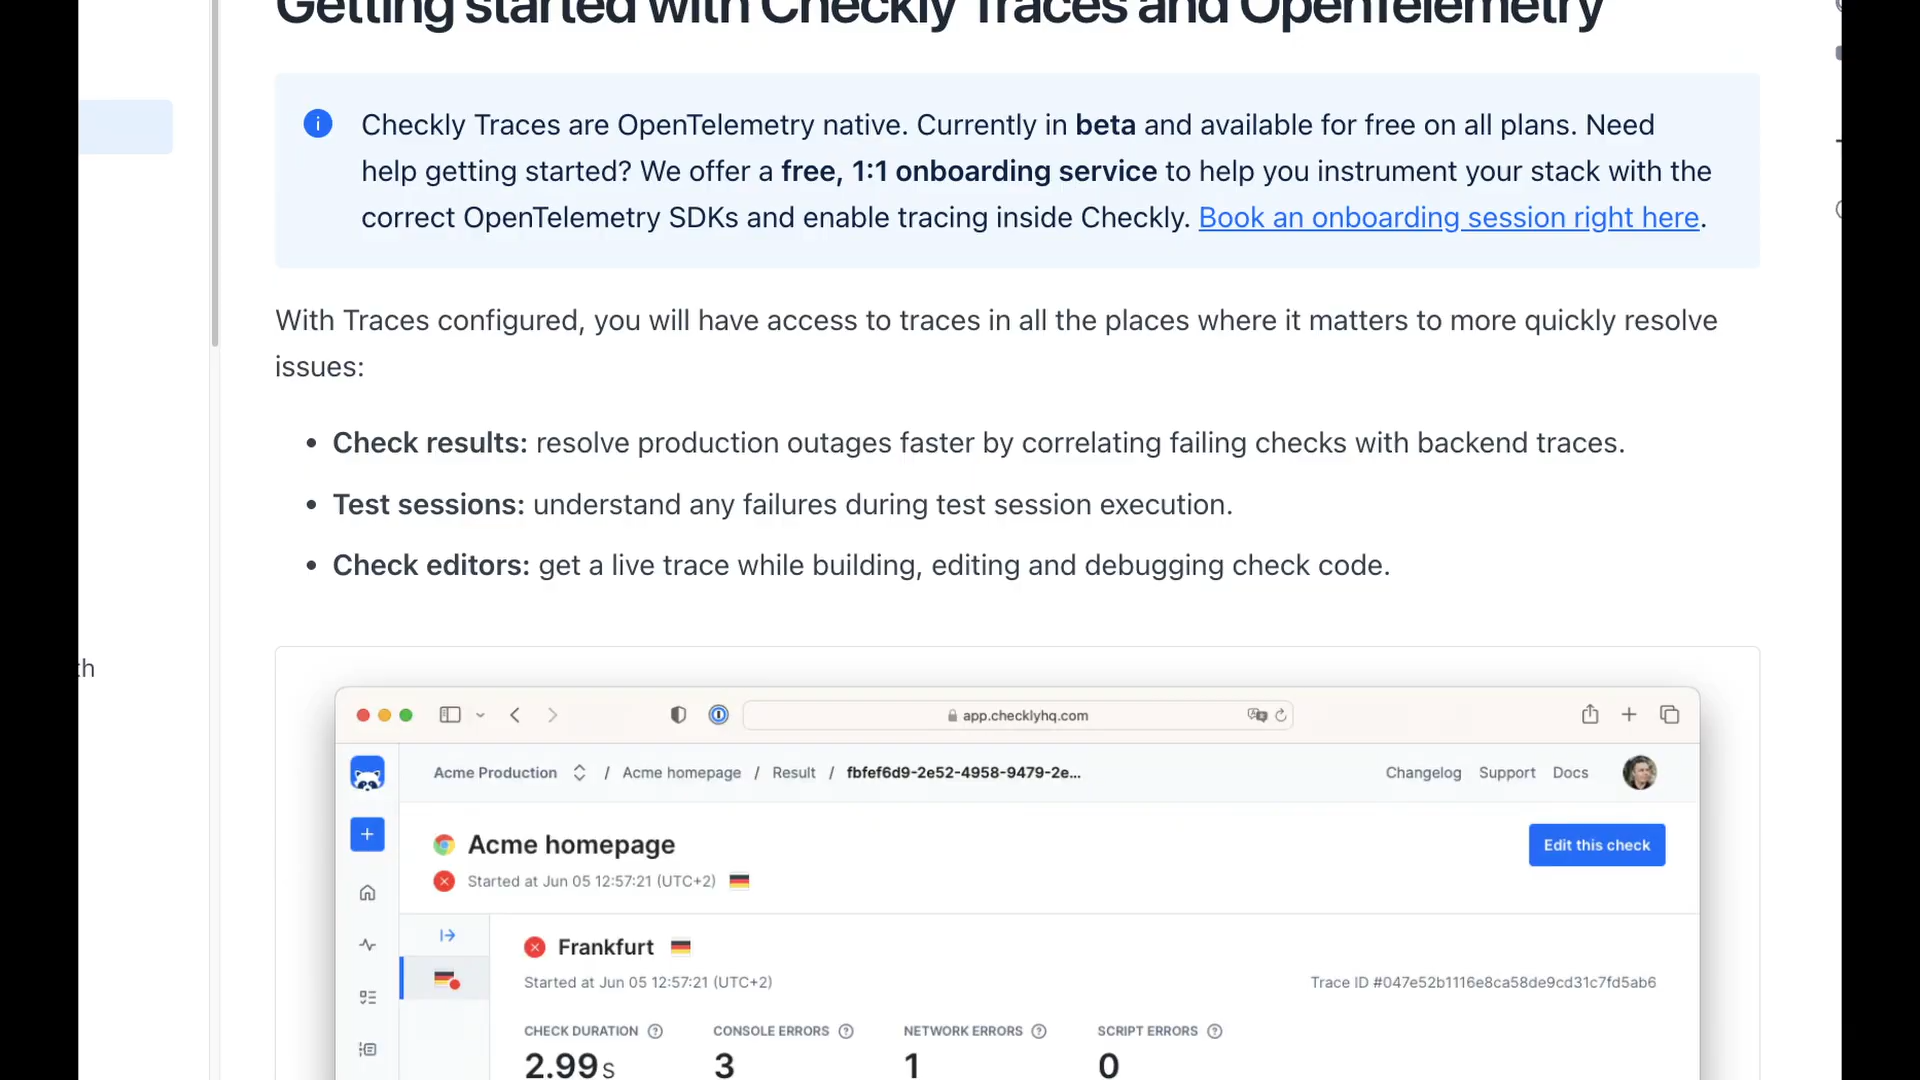 Getting started with Checkly Traces and OpenTelemetry
Checkly Traces are OpenTelemetry native. Currently in beta and available for free on all plans. Need
help getting started? We offer a free, 1:1 onboarding service to help you instrument your stack with the
correct OpenTelemetry SDKs and enable tracing inside Checkly. Book an onboarding session right here.
With Traces configured, you will have access to traces in all the places where it matters to more quickly resolve
issues:
• Check results: resolve production outages faster by correlating failing checks with backend traces.
• Test sessions: understand any failures during test session execution.
• Check editors: get a live trace while building, editing and debugging check code.
app.checklyhq.com
Acme Production / Acme homepage / Result / fbfef6d9-2e52-4958-9479-2e...
Changelog Support Docs
Acme homepage
Edit this check
Started at Jun 05 12:57:21 (UTC+2)
Frankfurt
Started at Jun 05 12:57:21 (UTC+2)
Trace ID #047e52b1116e8ca58de9cd31c7fd5ab6
CHECK DURATION CONSOLE ERRORS NETWORK ERRORS SCRIPT ERRORS
2.99 s 3 1 0